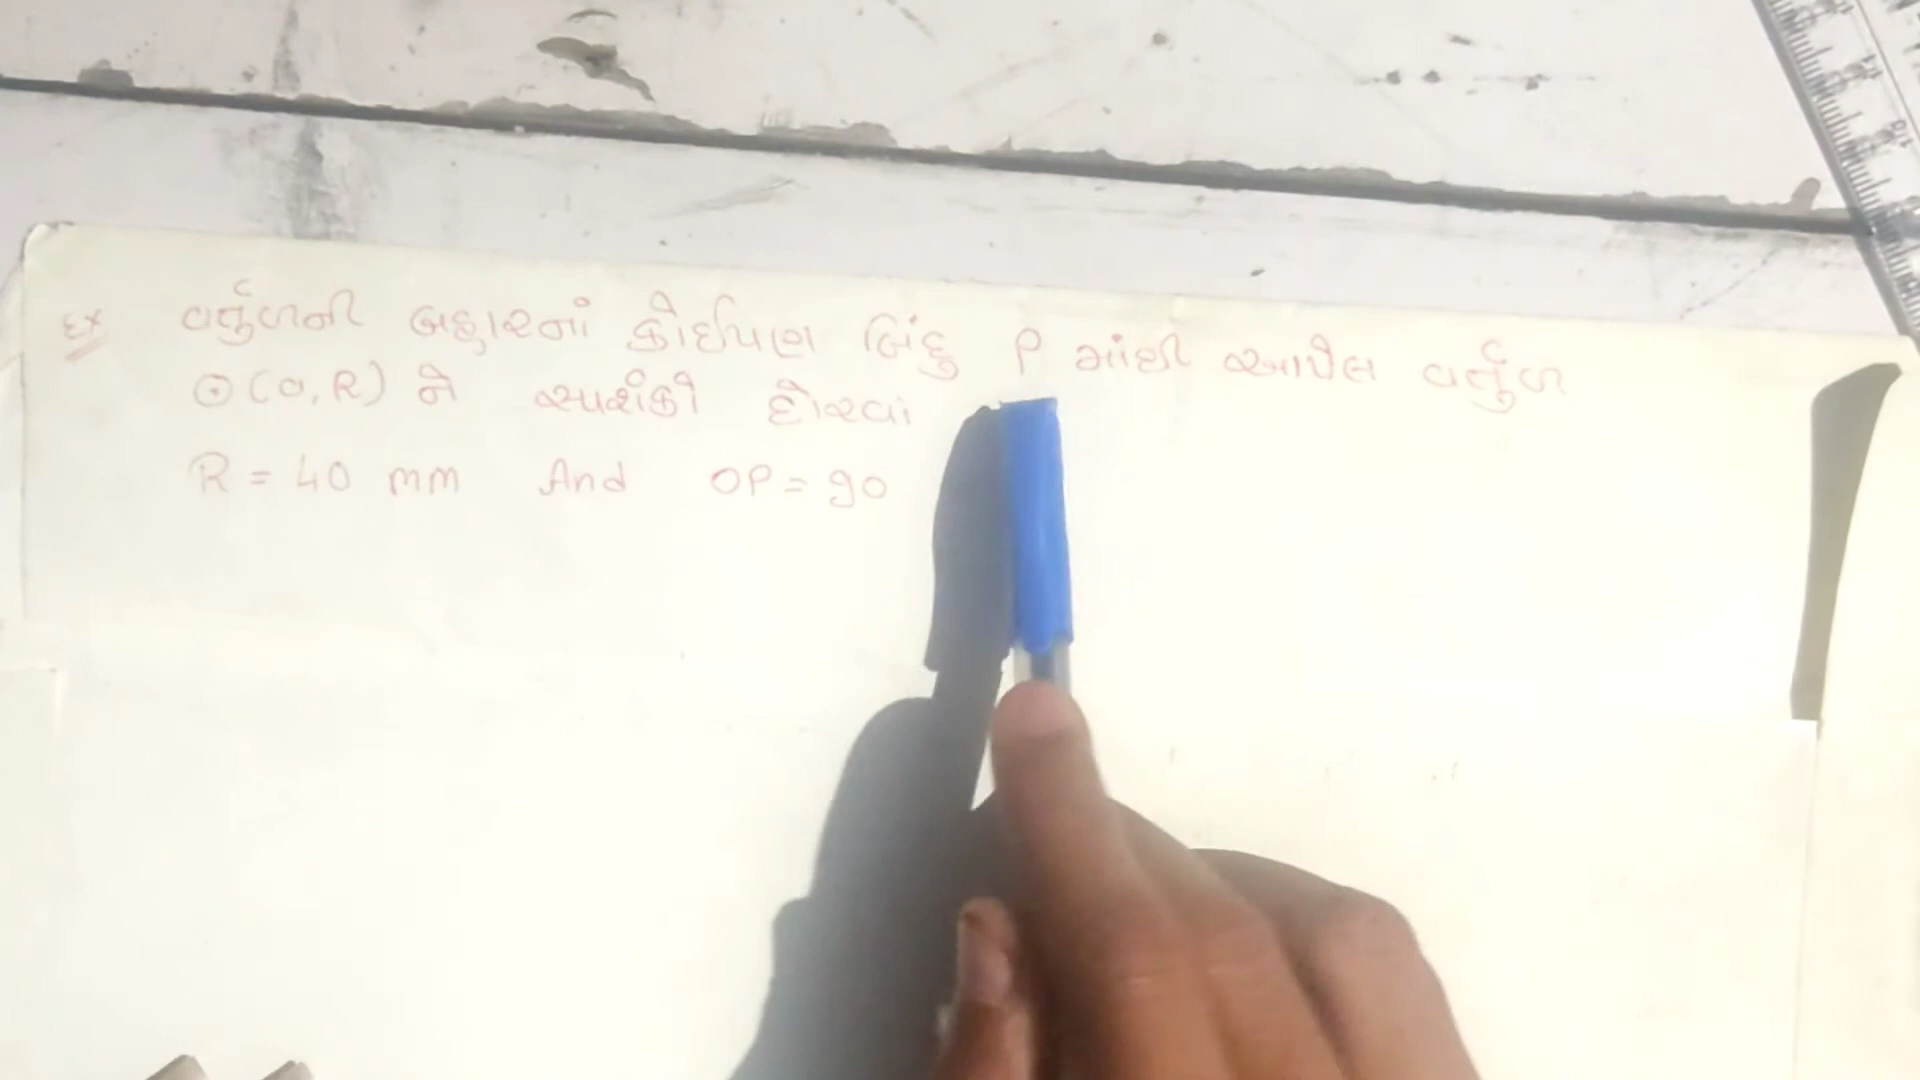 Ex વર્તુળની બહારનાં કોઈપણ બિંદુ P માંથી આપેલ વર્તુળ
⊙(O, R) ને સ્પર્શકો દોરવા
R = 40 mm And OP = 90